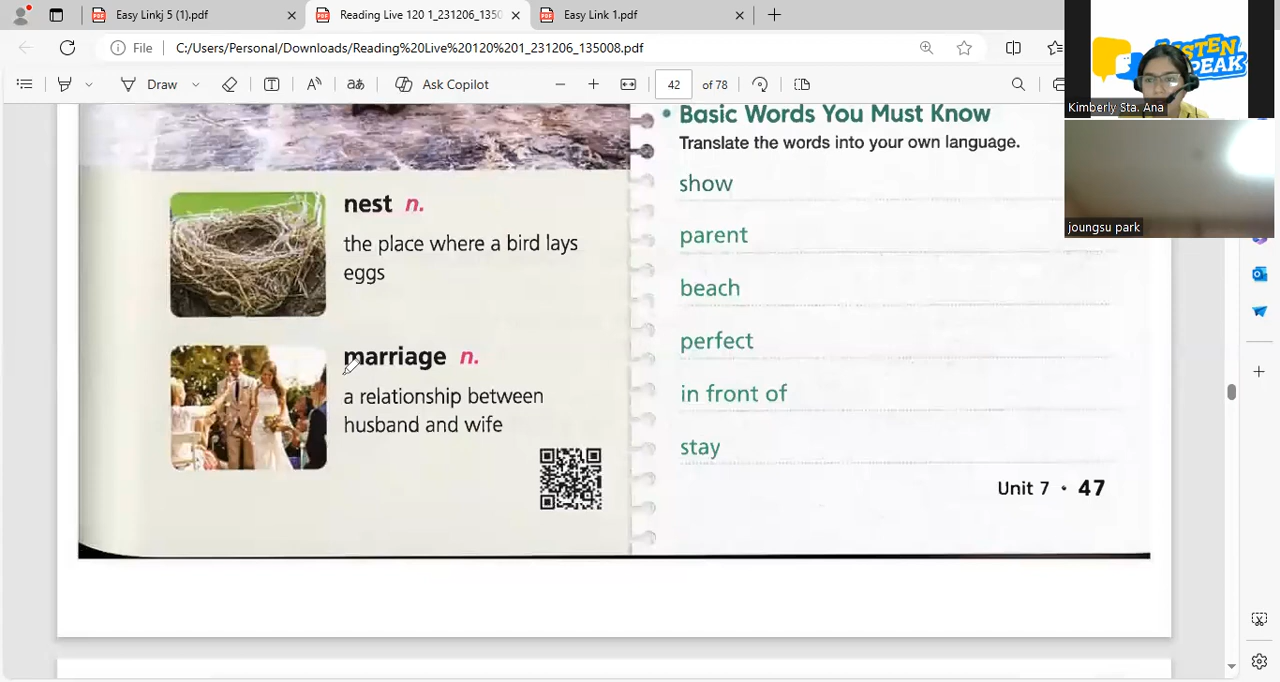 Easy Linkj 5 (1).pdf
Reading Live 120 1_231206_1350
Easy Link 1.pdf
File
C:/Users/Personal/Downloads/Reading%20Live%20120%201_231206_135008.pdf
Draw
Ask Copilot
42 of 78
LISTEN
SPEAK
Kimberly Sta. Ana
joungsu park
nest n.
the place where a bird lays
eggs
marriage n.
a relationship between
husband and wife
• Basic Words You Must Know
Translate the words into your own language.
show
parent
beach
perfect
in front of
stay
Unit 7 • 47